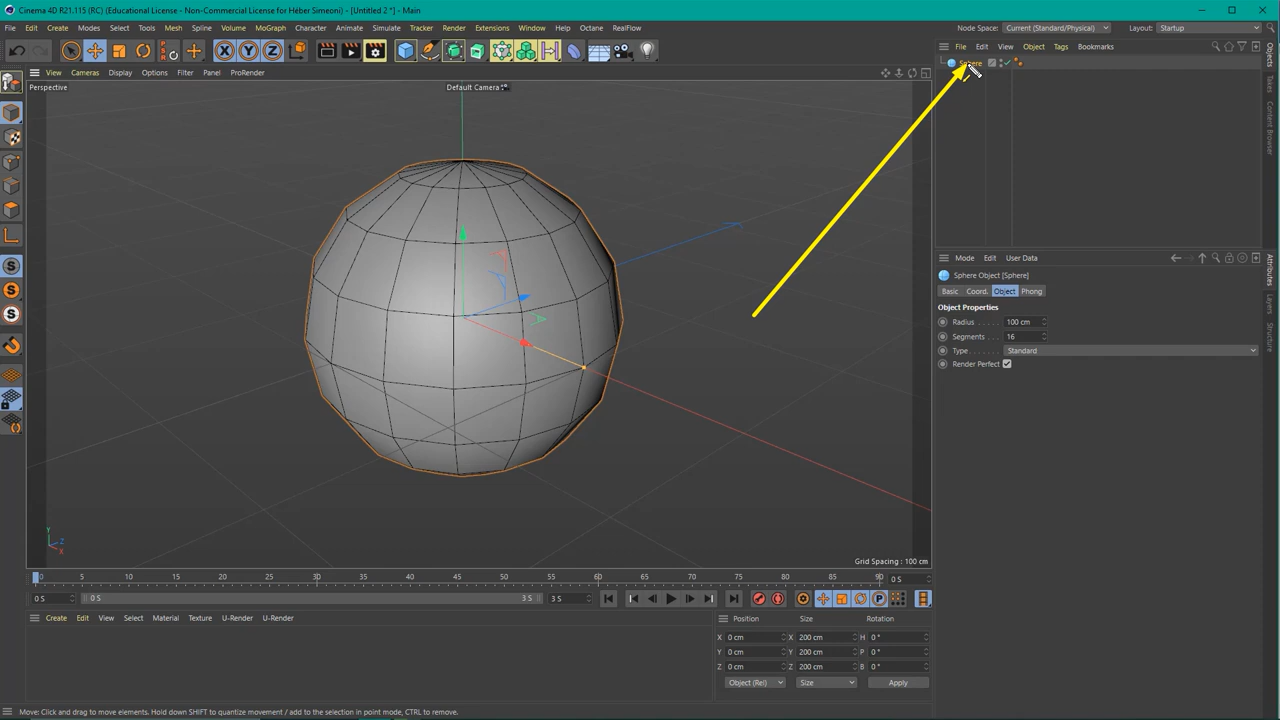 Cinema 4D R21.115 (RC) (Educational License - Non-Commercial License for Héber Simeoni) - [Untitled 2 *] - Main
File Edit Create Modes Select Tools Mesh Spline Volume MoGraph Character Animate Simulate Tracker Render Extensions Window Help Octane RealFlow
Node Space: Current (Standard/Physical) Layout: Startup
X Y Z
File Edit View Object Tags Bookmarks
View Cameras Display Options Filter Panel ProRender
Sphere
Perspective
Default Camera
Objects
Takes
Content Browser
Mode Edit User Data
Sphere Object [Sphere]
Basic Coord. Object Phong
Object Properties
Radius 100 cm
Segments 16
Type Standard
Render Perfect
Attributes
Layers
Structure
Y
Z
X
Grid Spacing : 100 cm
0 5 10 15 20 25 30 35 40 45 50 55 60 65 70 75 80 85 90 0 S
0 S 0 S 3 S 3 S
Create Edit View Select Material Texture U-Render U-Render
Position Size Rotation
X 0 cm X 200 cm H 0 °
Y 0 cm Y 200 cm P 0 °
Z 0 cm Z 200 cm B 0 °
Object (Rel) Size Apply
Move: Click and drag to move elements. Hold down SHIFT to quantize movement / add to the selection in point mode, CTRL to remove.